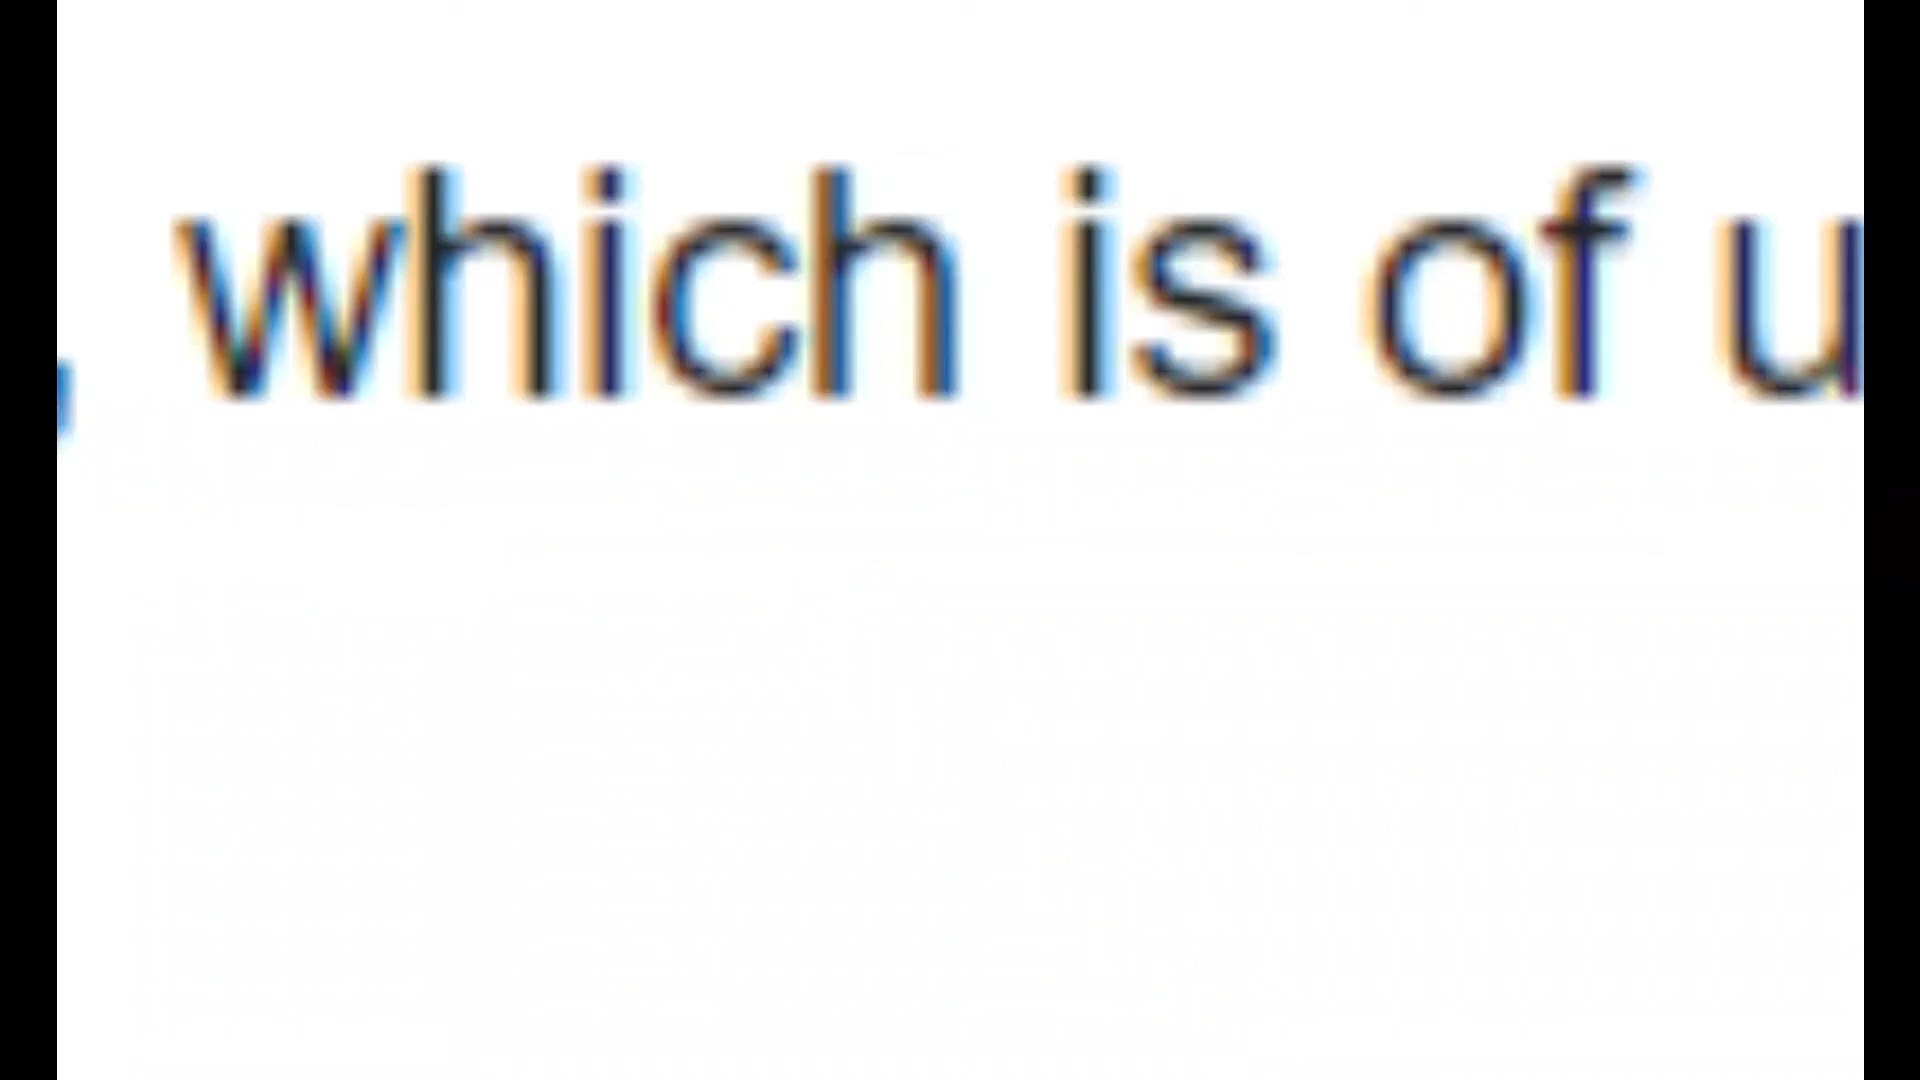 , which is of u